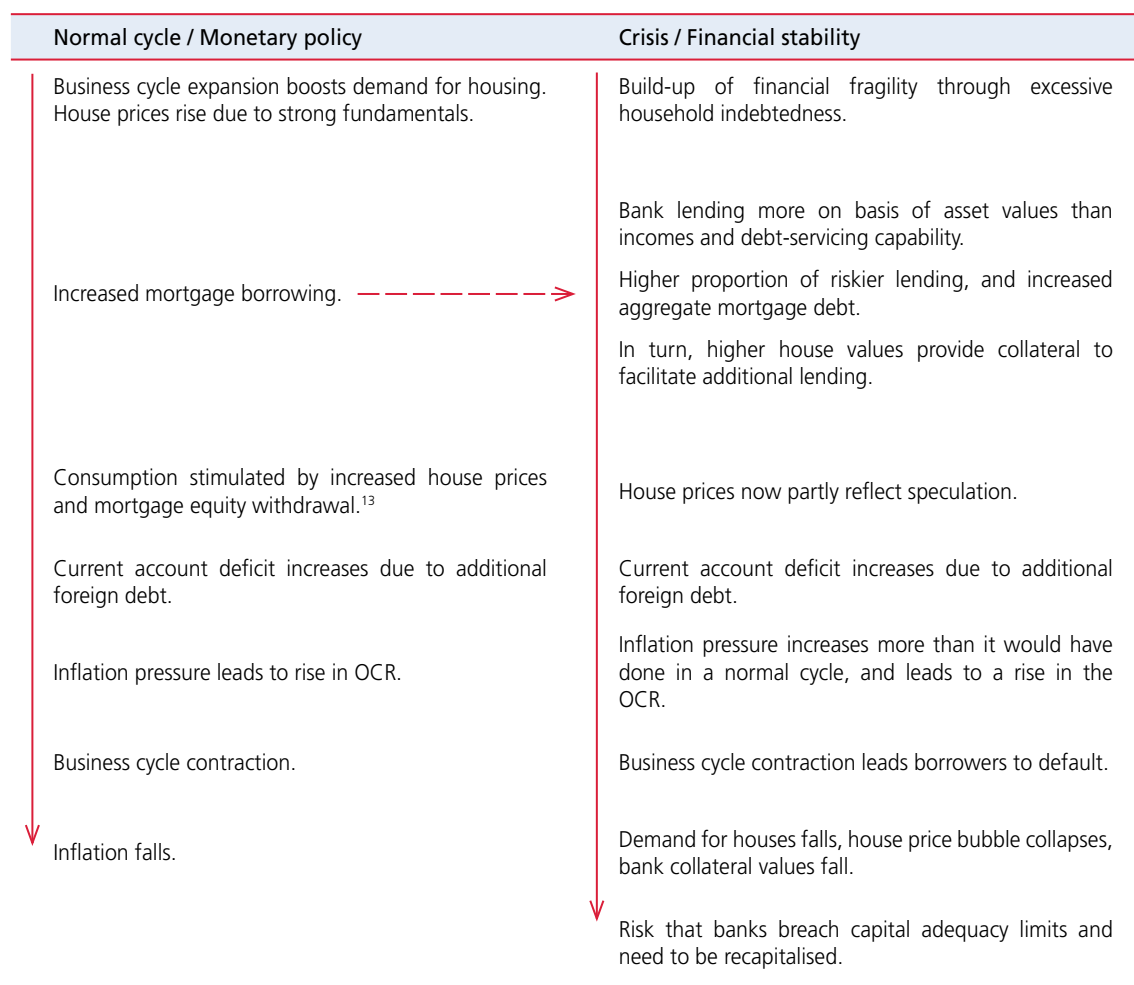 Normal cycle / Monetary policy
Crisis / Financial stability
Business cycle expansion boosts demand for housing.
House prices rise due to strong fundamentals.
Build-up of financial fragility through excessive
household indebtedness.
Bank lending more on basis of asset values than
incomes and debt-servicing capability.
Increased mortgage borrowing.
Higher proportion of riskier lending, and increased
aggregate mortgage debt.
In turn, higher house values provide collateral to
facilitate additional lending.
Consumption stimulated by increased house prices
and mortgage equity withdrawal.¹³
House prices now partly reflect speculation.
Current account deficit increases due to additional
foreign debt.
Current account deficit increases due to additional
foreign debt.
Inflation pressure leads to rise in OCR.
Inflation pressure increases more than it would have
done in a normal cycle, and leads to a rise in the
OCR.
Business cycle contraction.
Business cycle contraction leads borrowers to default.
Inflation falls.
Demand for houses falls, house price bubble collapses,
bank collateral values fall.
Risk that banks breach capital adequacy limits and
need to be recapitalised.